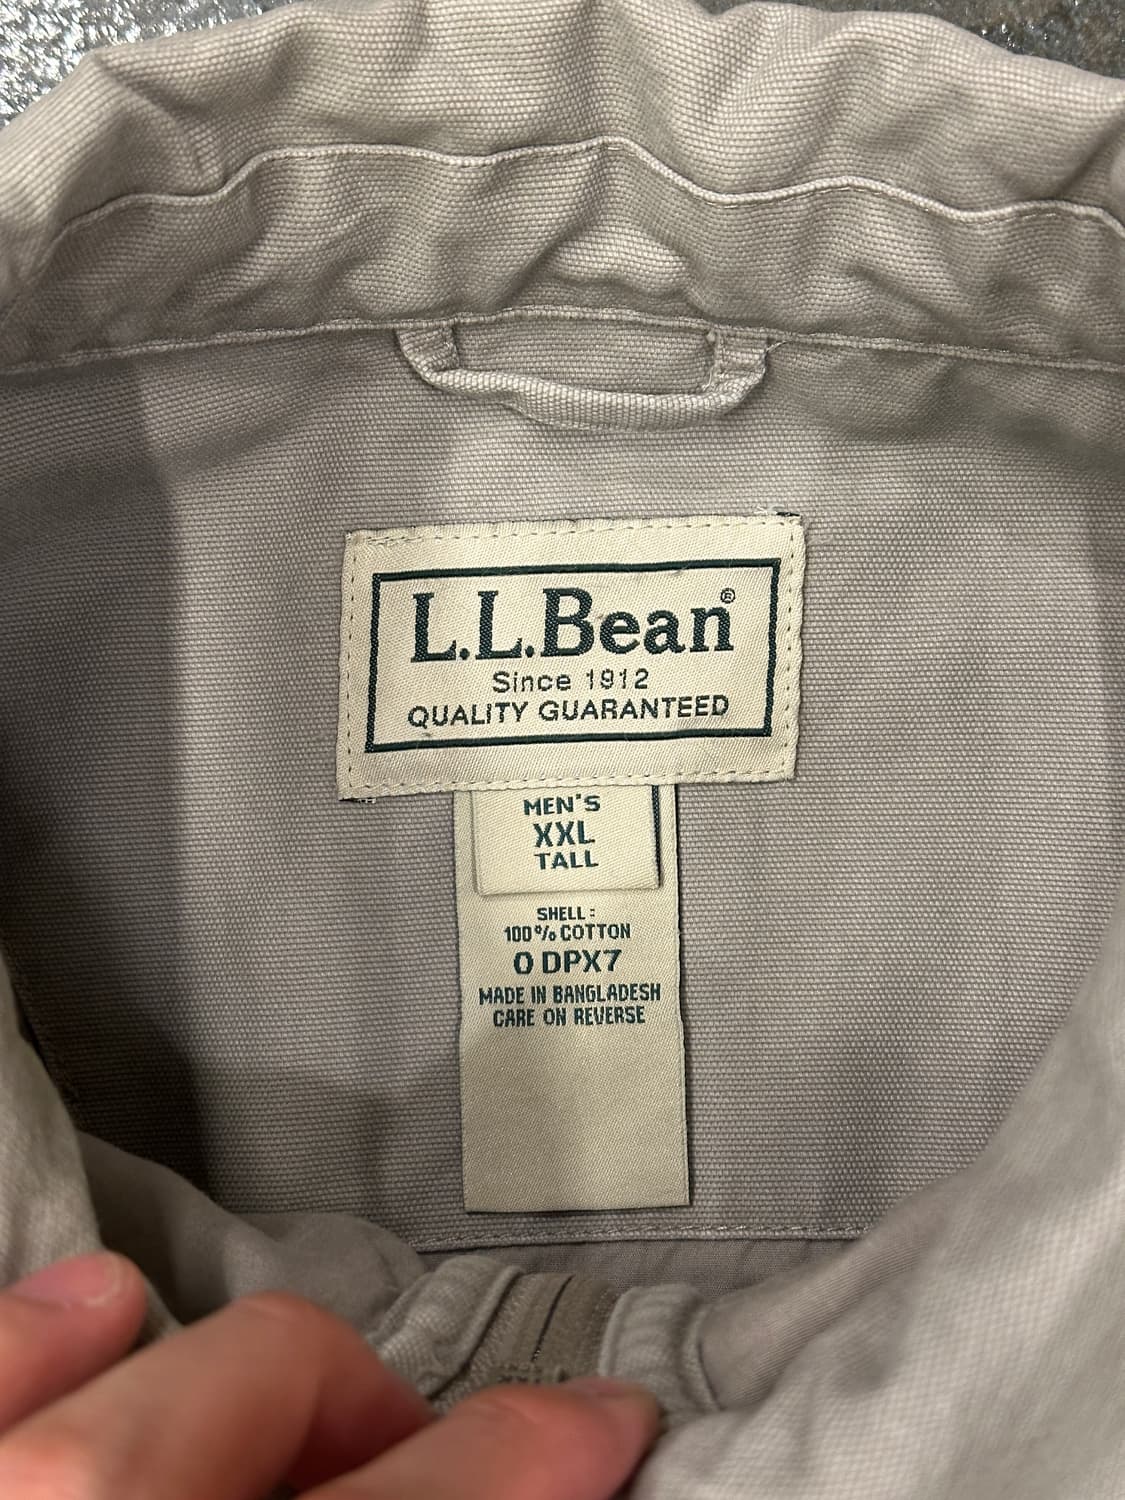 L.L.Bean®
Since 1912
QUALITY GUARANTEED
MEN'S
XXL
TALL
SHELL:
100% COTTON
0 DPX7
MADE IN BANGLADESH
CARE ON REVERSE